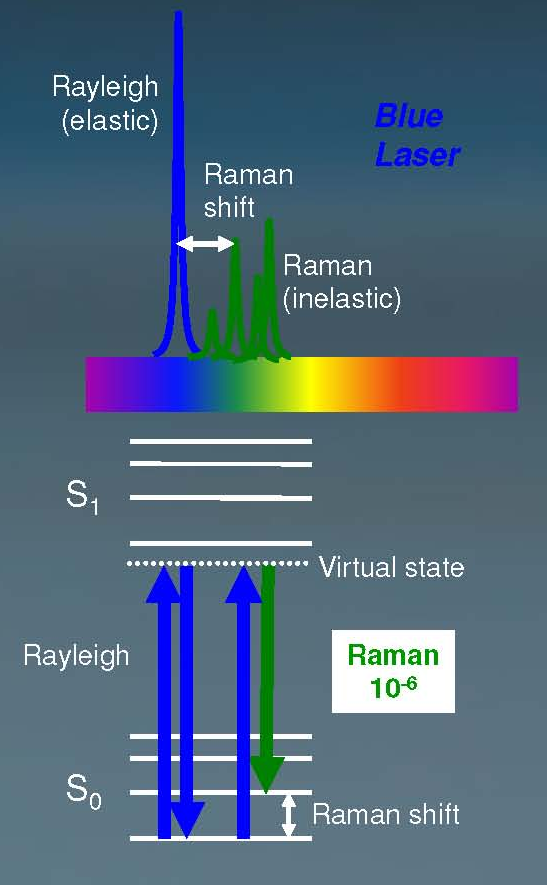 Rayleigh
(elastic)
Blue
Laser
Raman
shift
Raman
(inelastic)
S₁
Virtual state
Rayleigh
Raman
10⁻⁶
S₀
Raman shift